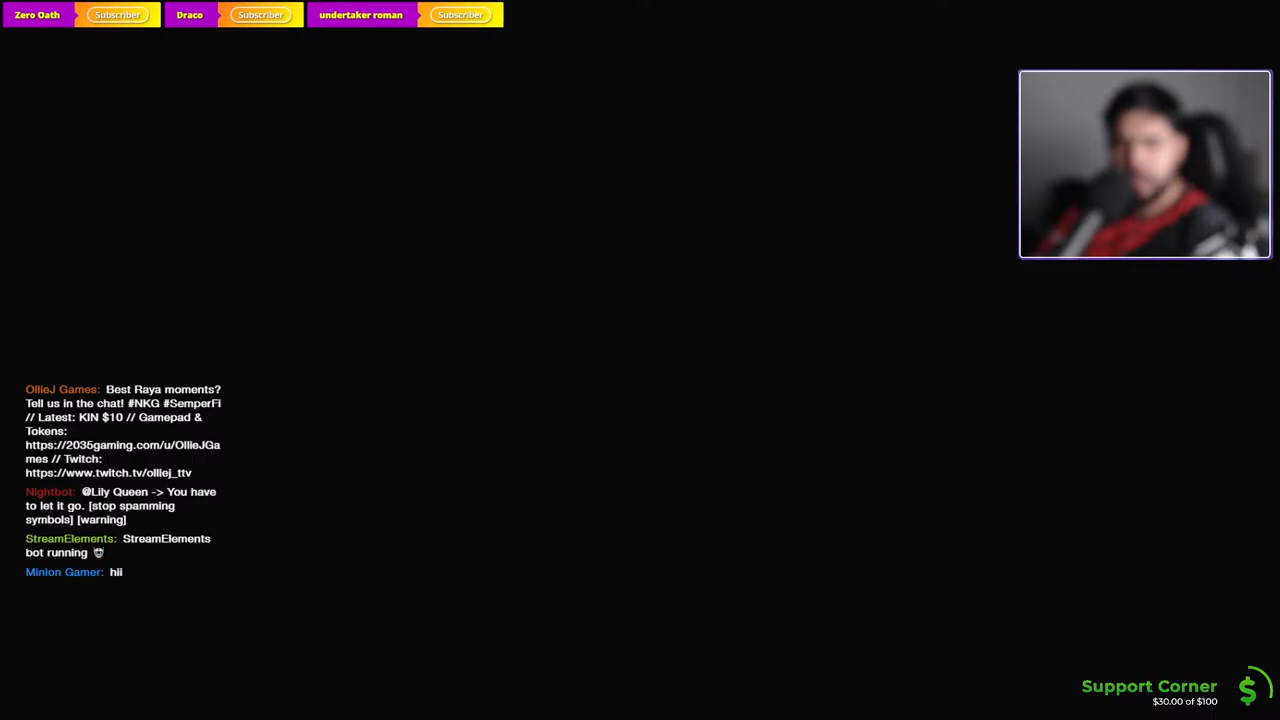 Zero Oath Subscriber Draco Subscriber undertaker roman Subscriber
OllieJ Games: Best Raya moments?
Tell us in the chat! #NKG #SemperFi
// Latest: KIN $10 // Gamepad &
Tokens:
https://2035gaming.com/u/OllieJGa
mes // Twitch:
https://www.twitch.tv/olliej_ttv
Nightbot: @Lily Queen -> You have
to let it go. [stop spamming
symbols] [warning]
StreamElements: StreamElements
bot running
Minion Gamer: hii
Support Corner
$30.00 of $100